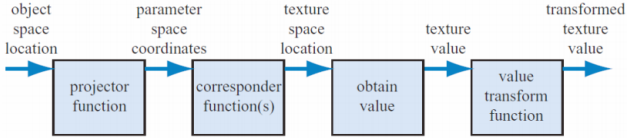 object
space
location
parameter
space
coordinates
texture
space
location
texture
value
transformed
texture
value
projector
function
corresponder
function(s)
obtain
value
value
transform
function